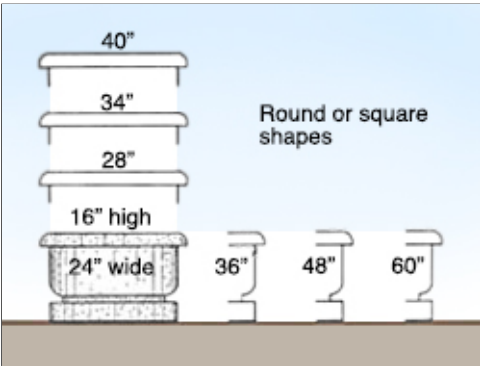 40”
34”
Round or square
shapes
28”
16” high
24” wide 36” 48” 60”